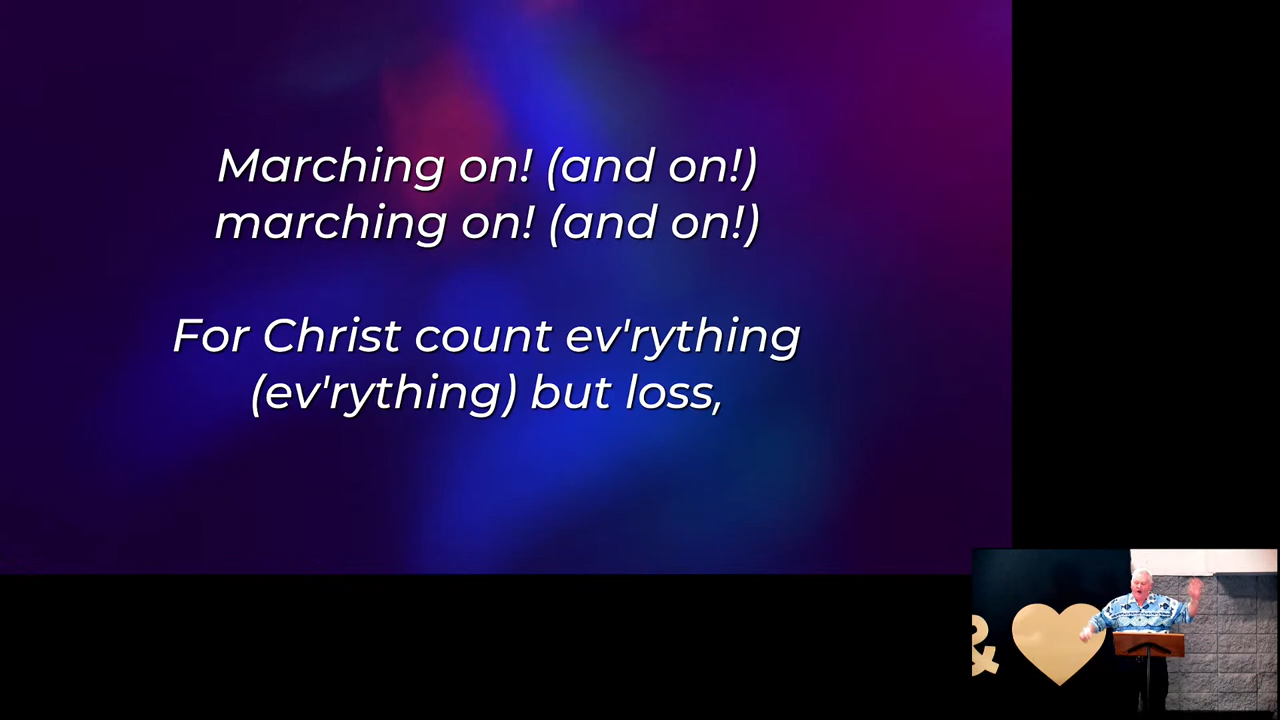 Marching on! (and on!)
marching on! (and on!)
For Christ count ev'rything
(ev'rything) but loss,
&